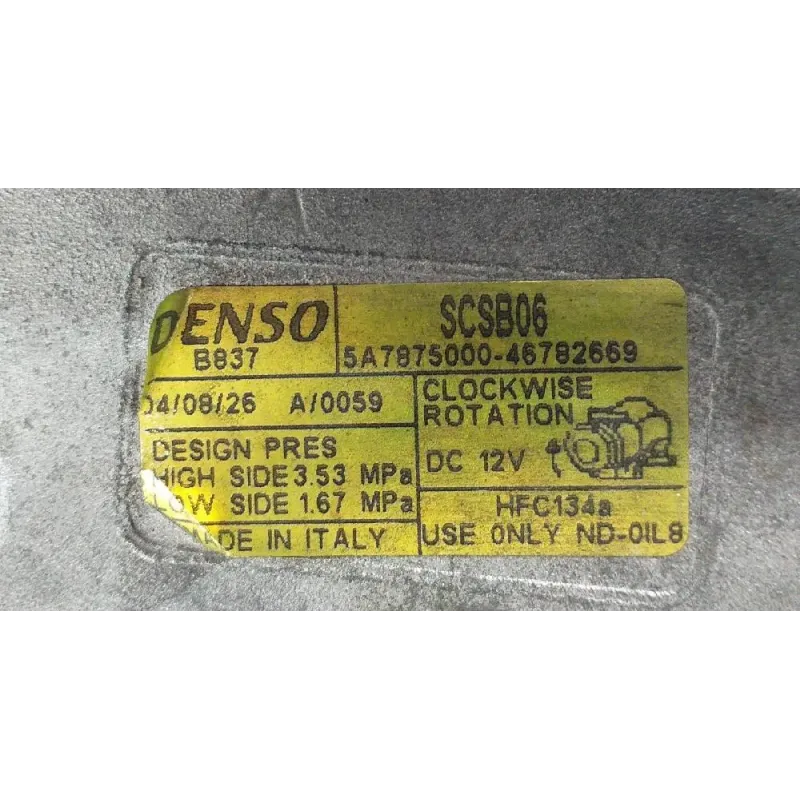 DENSO
B837
SCSB06
5A7875000-46782669
04/08/26 A/0059
CLOCKWISE
ROTATION
DC 12V
DESIGN PRES
HIGH SIDE 3.53 MPa
LOW SIDE 1.67 MPa
HFC134a
MADE IN ITALY
USE ONLY ND-OIL8